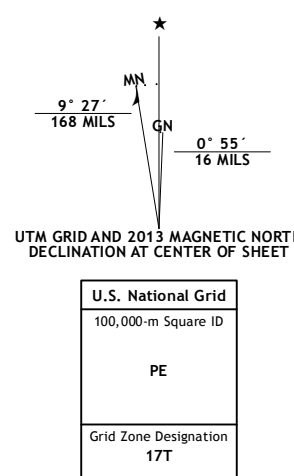 MN
9° 27´
168 MILS
GN
0° 55´
16 MILS
UTM GRID AND 2013 MAGNETIC NORT
DECLINATION AT CENTER OF SHEET
U.S. National Grid
100,000-m Square ID
PE
Grid Zone Designation
17T